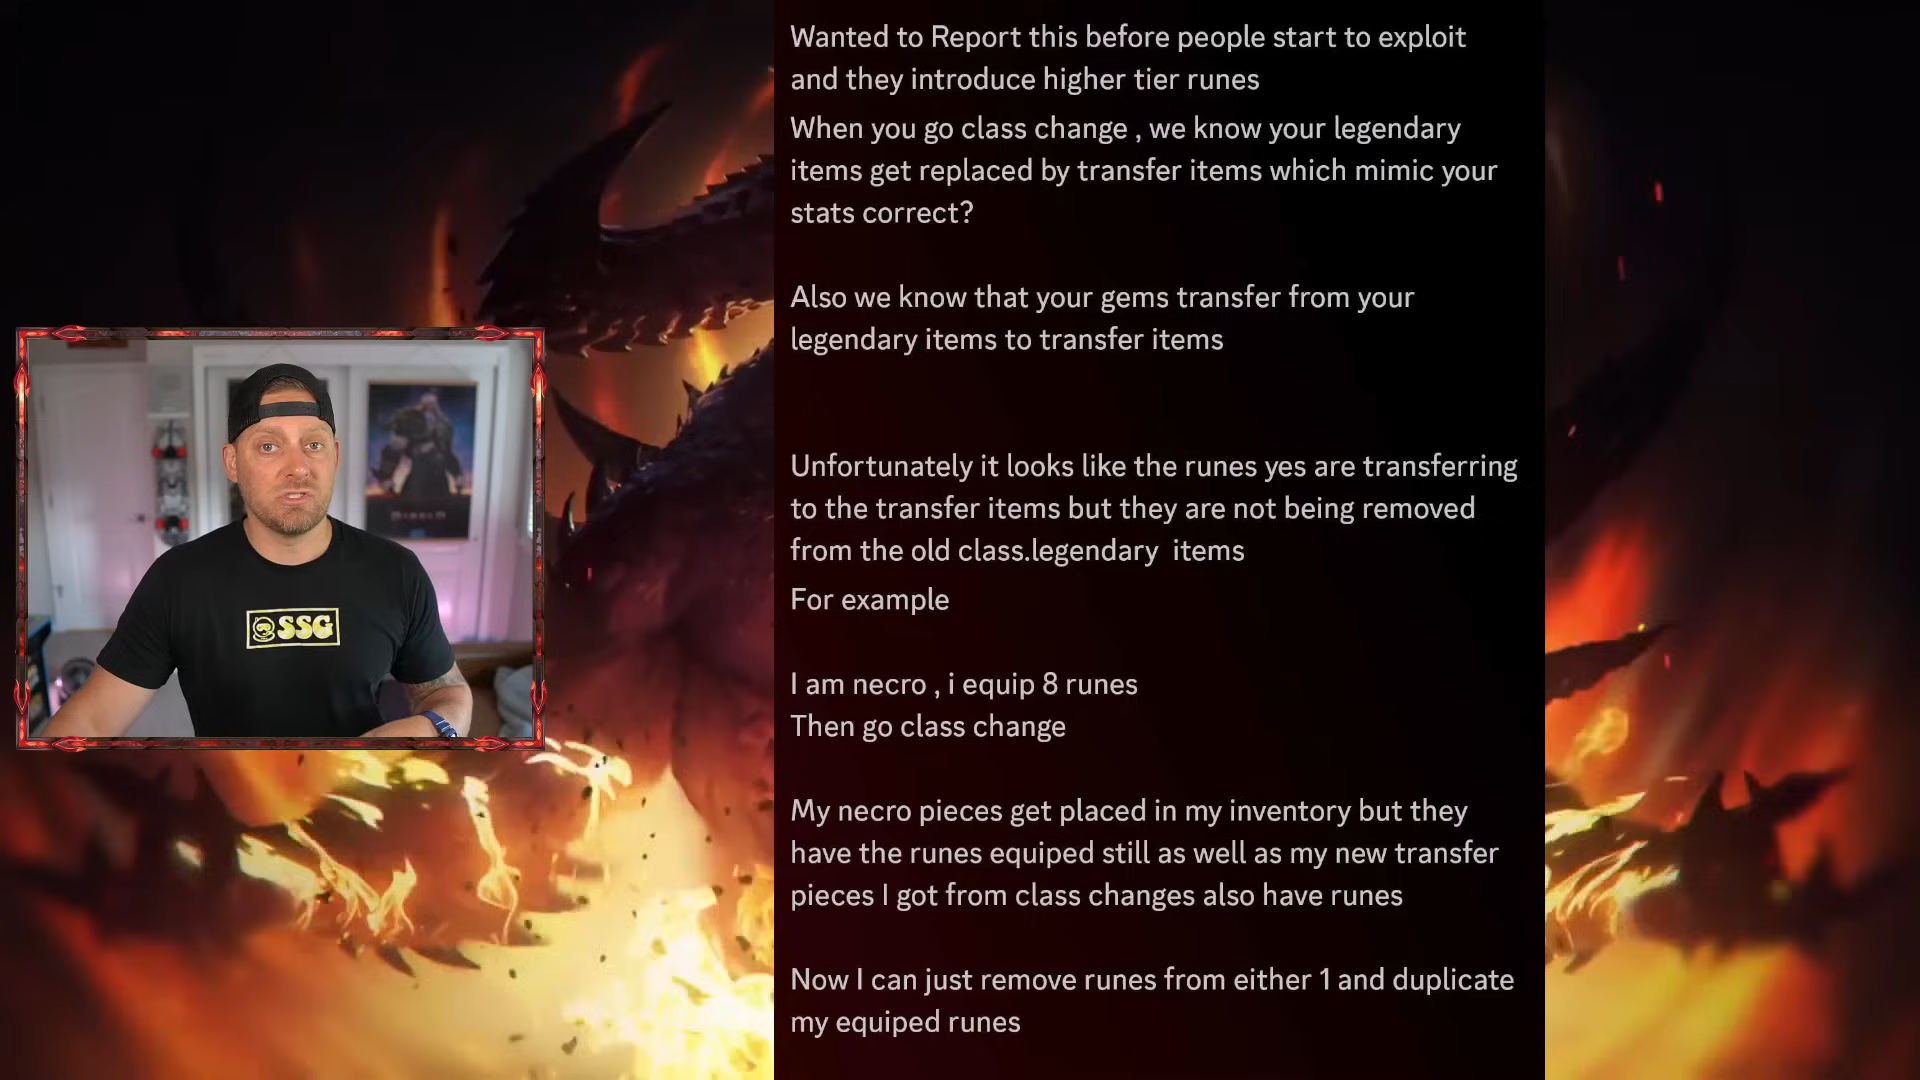 Wanted to Report this before people start to exploit
and they introduce higher tier runes
When you go class change , we know your legendary
items get replaced by transfer items which mimic your
stats correct?
Also we know that your gems transfer from your
legendary items to transfer items
Unfortunately it looks like the runes yes are transferring
to the transfer items but they are not being removed
from the old class.legendary  items
For example
I am necro , i equip 8 runes
Then go class change
My necro pieces get placed in my inventory but they
have the runes equiped still as well as my new transfer
pieces I got from class changes also have runes
Now I can just remove runes from either 1 and duplicate
my equiped runes
SSG